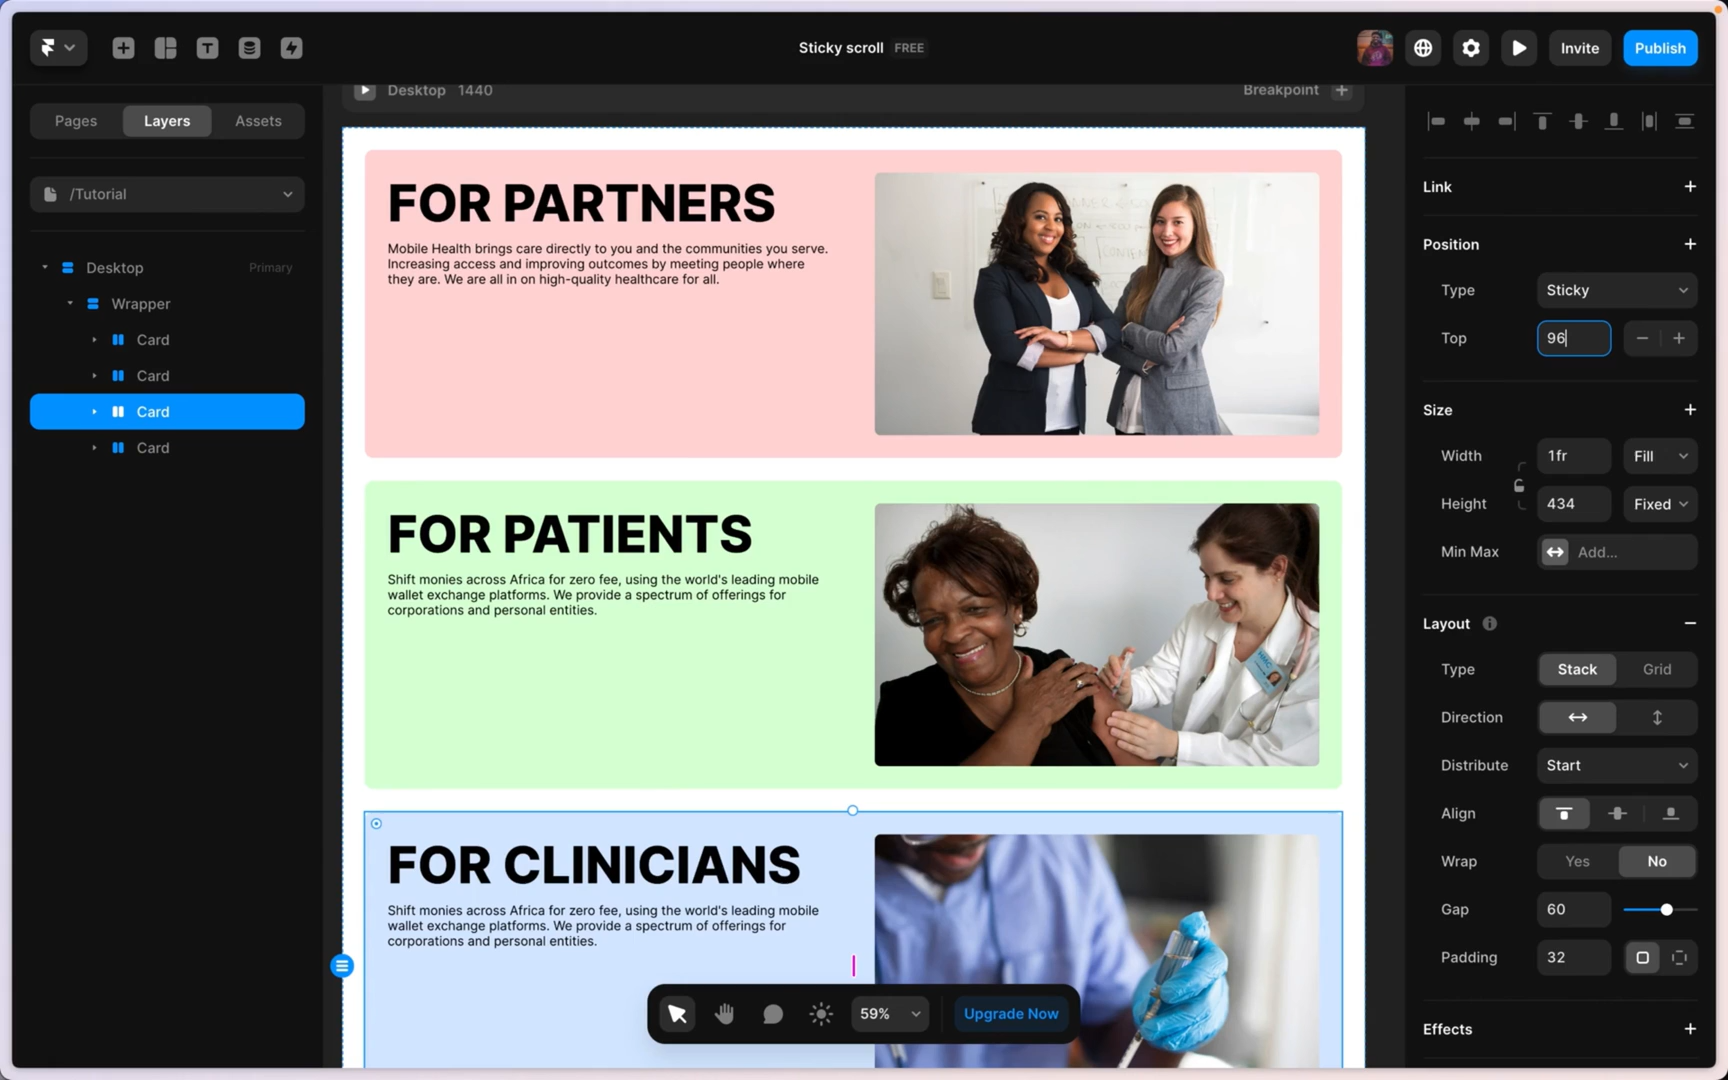 Sticky scroll FREE
Invite
Publish
Pages
Layers
Assets
/Tutorial
Desktop
Primary
Wrapper
Card
Card
Card
Card
Desktop 1440
Breakpoint
FOR PARTNERS
Mobile Health brings care directly to you and the communities you serve.
Increasing access and improving outcomes by meeting people where
they are. We are all in on high-quality healthcare for all.
FOR PATIENTS
Shift monies across Africa for zero fee, using the world's leading mobile
wallet exchange platforms. We provide a spectrum of offerings for
corporations and personal entities.
FOR CLINICIANS
Shift monies across Africa for zero fee, using the world's leading mobile
wallet exchange platforms. We provide a spectrum of offerings for
corporations and personal entities.
59%
Upgrade Now
Link
Position
Type Sticky
Top 96
Size
Width 1fr Fill
Height 434 Fixed
Min Max Add...
Layout
Type Stack Grid
Direction
Distribute Start
Align
Wrap Yes No
Gap 60
Padding 32
Effects